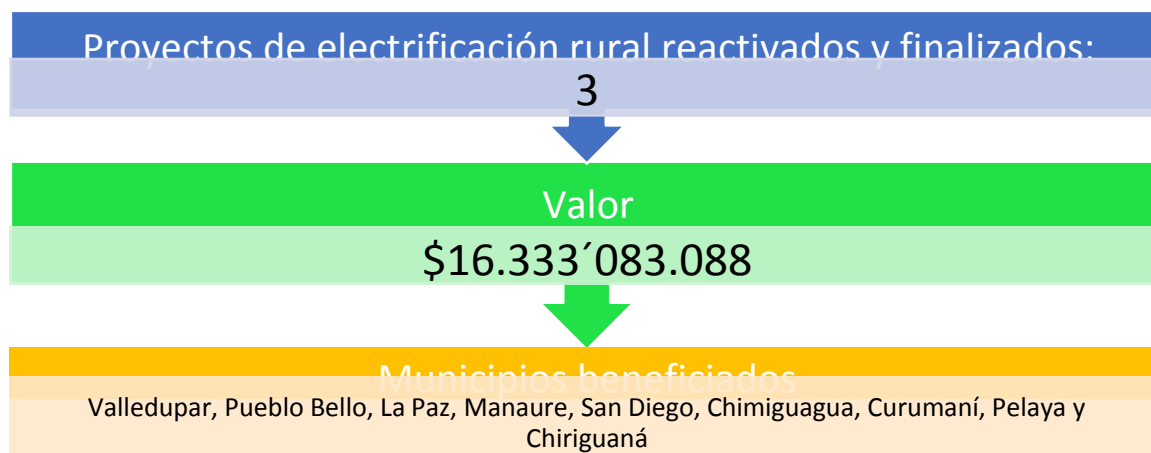 Proyectos de electrificación rural reactivados y finalizados:
3
Valor
$16.333´083.088
Municipios beneficiados
Valledupar, Pueblo Bello, La Paz, Manaure, San Diego, Chimiguagua, Curumaní, Pelaya y
Chiriguaná